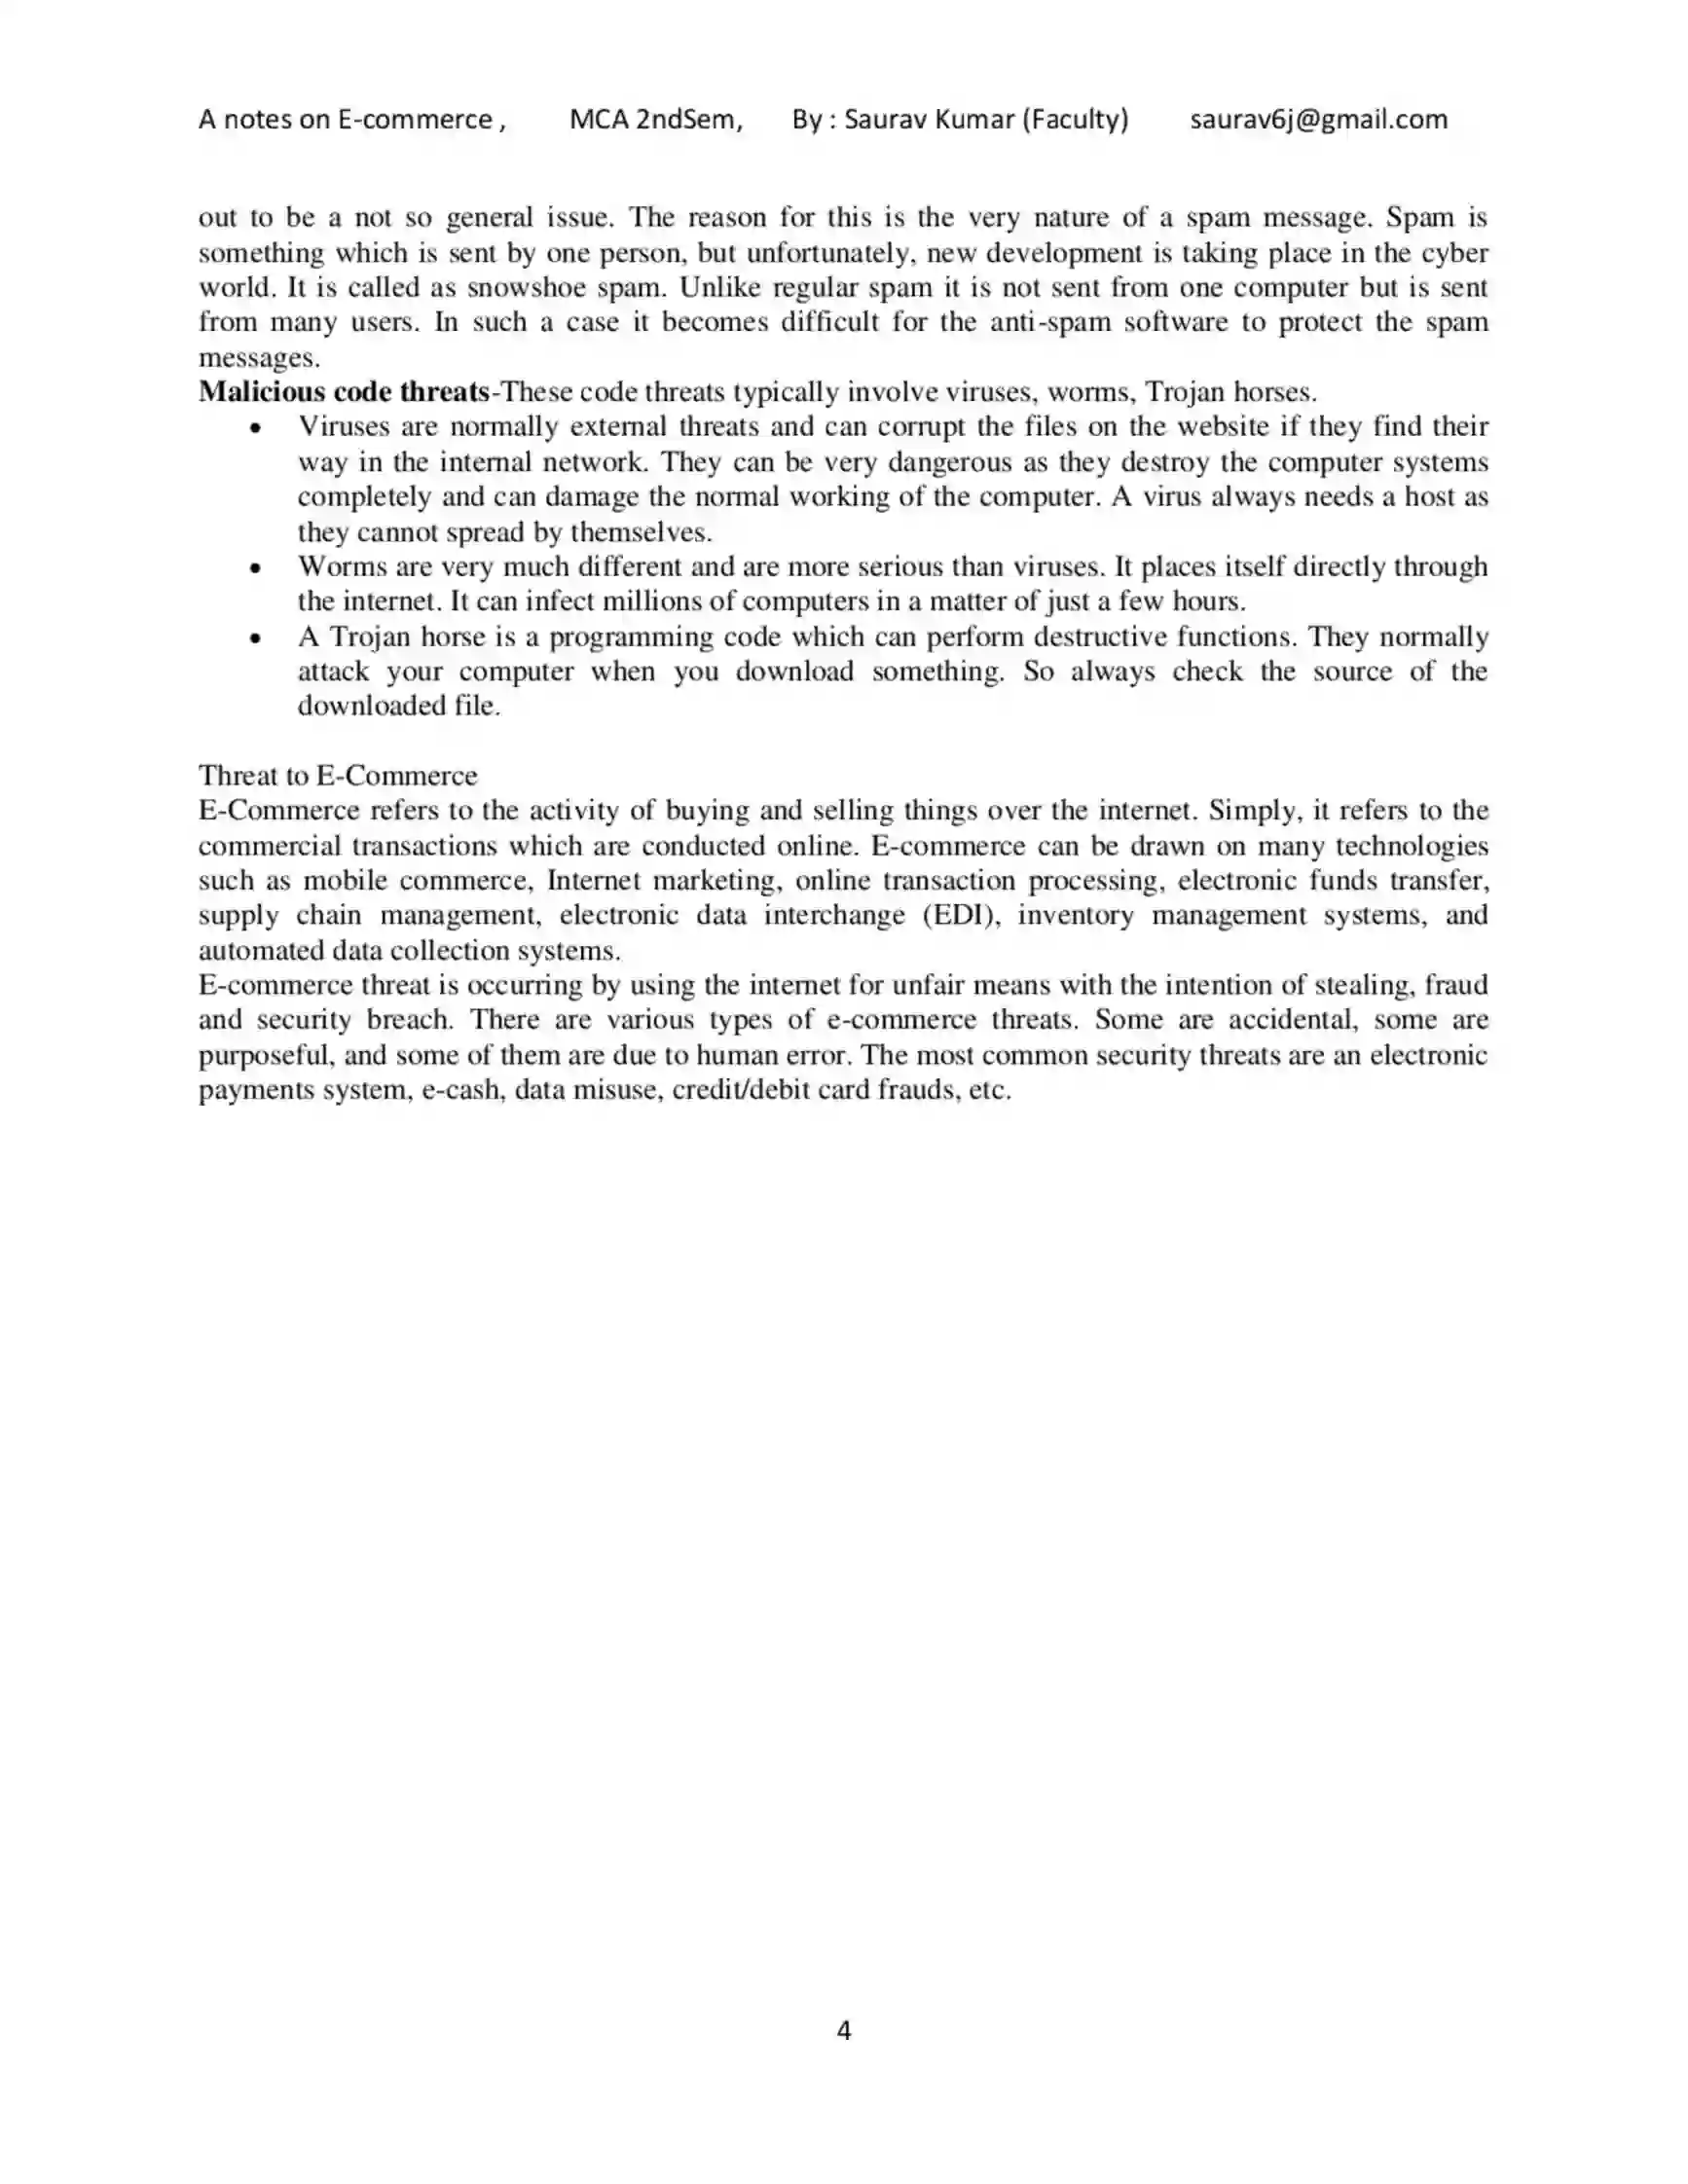 A notes on E-commerce , MCA 2ndSem, By : Saurav Kumar (Faculty) saurav6j@gmail.com
out to be a not so general issue. The reason for this is the very nature of a spam message. Spam is
something which is sent by one person, but unfortunately, new development is taking place in the cyber
world. It is called as snowshoe spam. Unlike regular spam it is not sent from one computer but is sent
from many users. In such a case it becomes difficult for the anti-spam software to protect the spam
messages.
Malicious code threats-These code threats typically involve viruses, worms, Trojan horses.
• Viruses are normally external threats and can corrupt the files on the website if they find their
way in the internal network. They can be very dangerous as they destroy the computer systems
completely and can damage the normal working of the computer. A virus always needs a host as
they cannot spread by themselves.
• Worms are very much different and are more serious than viruses. It places itself directly through
the internet. It can infect millions of computers in a matter of just a few hours.
• A Trojan horse is a programming code which can perform destructive functions. They normally
attack your computer when you download something. So always check the source of the
downloaded file.
Threat to E-Commerce
E-Commerce refers to the activity of buying and selling things over the internet. Simply, it refers to the
commercial transactions which are conducted online. E-commerce can be drawn on many technologies
such as mobile commerce, Internet marketing, online transaction processing, electronic funds transfer,
supply chain management, electronic data interchange (EDI), inventory management systems, and
automated data collection systems.
E-commerce threat is occurring by using the internet for unfair means with the intention of stealing, fraud
and security breach. There are various types of e-commerce threats. Some are accidental, some are
purposeful, and some of them are due to human error. The most common security threats are an electronic
payments system, e-cash, data misuse, credit/debit card frauds, etc.
4